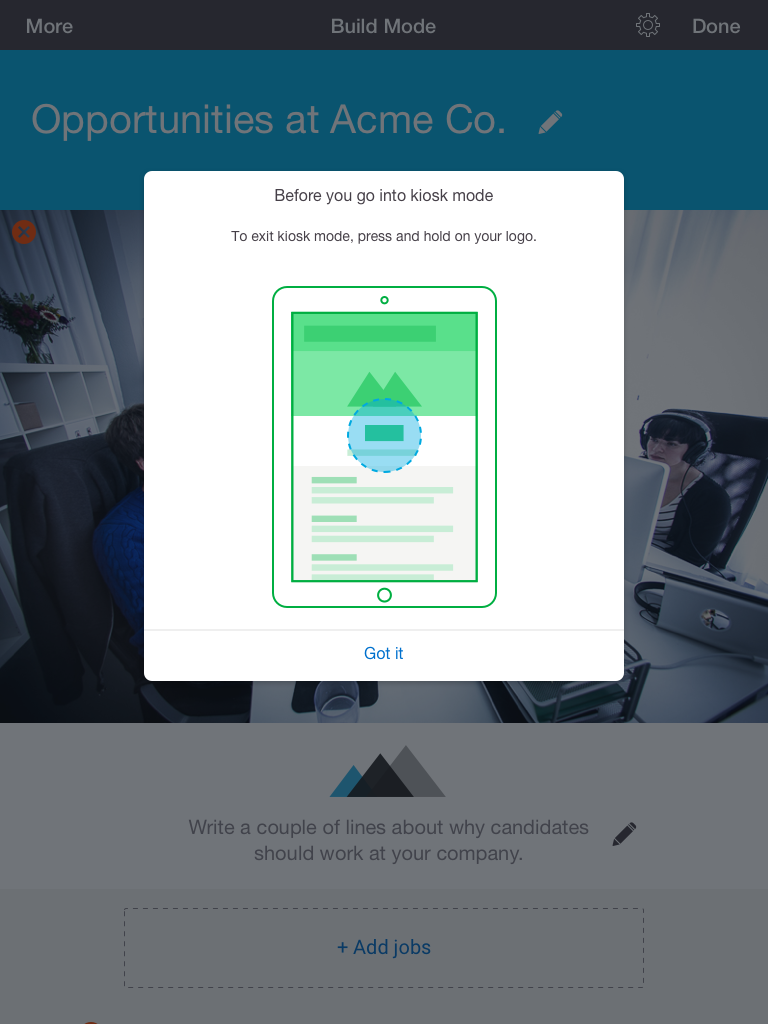 More
Build Mode
Done
Opportunities at Acme Co.
Before you go into kiosk mode
To exit kiosk mode, press and hold on your logo.
Got it
Write a couple of lines about why candidates
should work at your company.
+ Add jobs